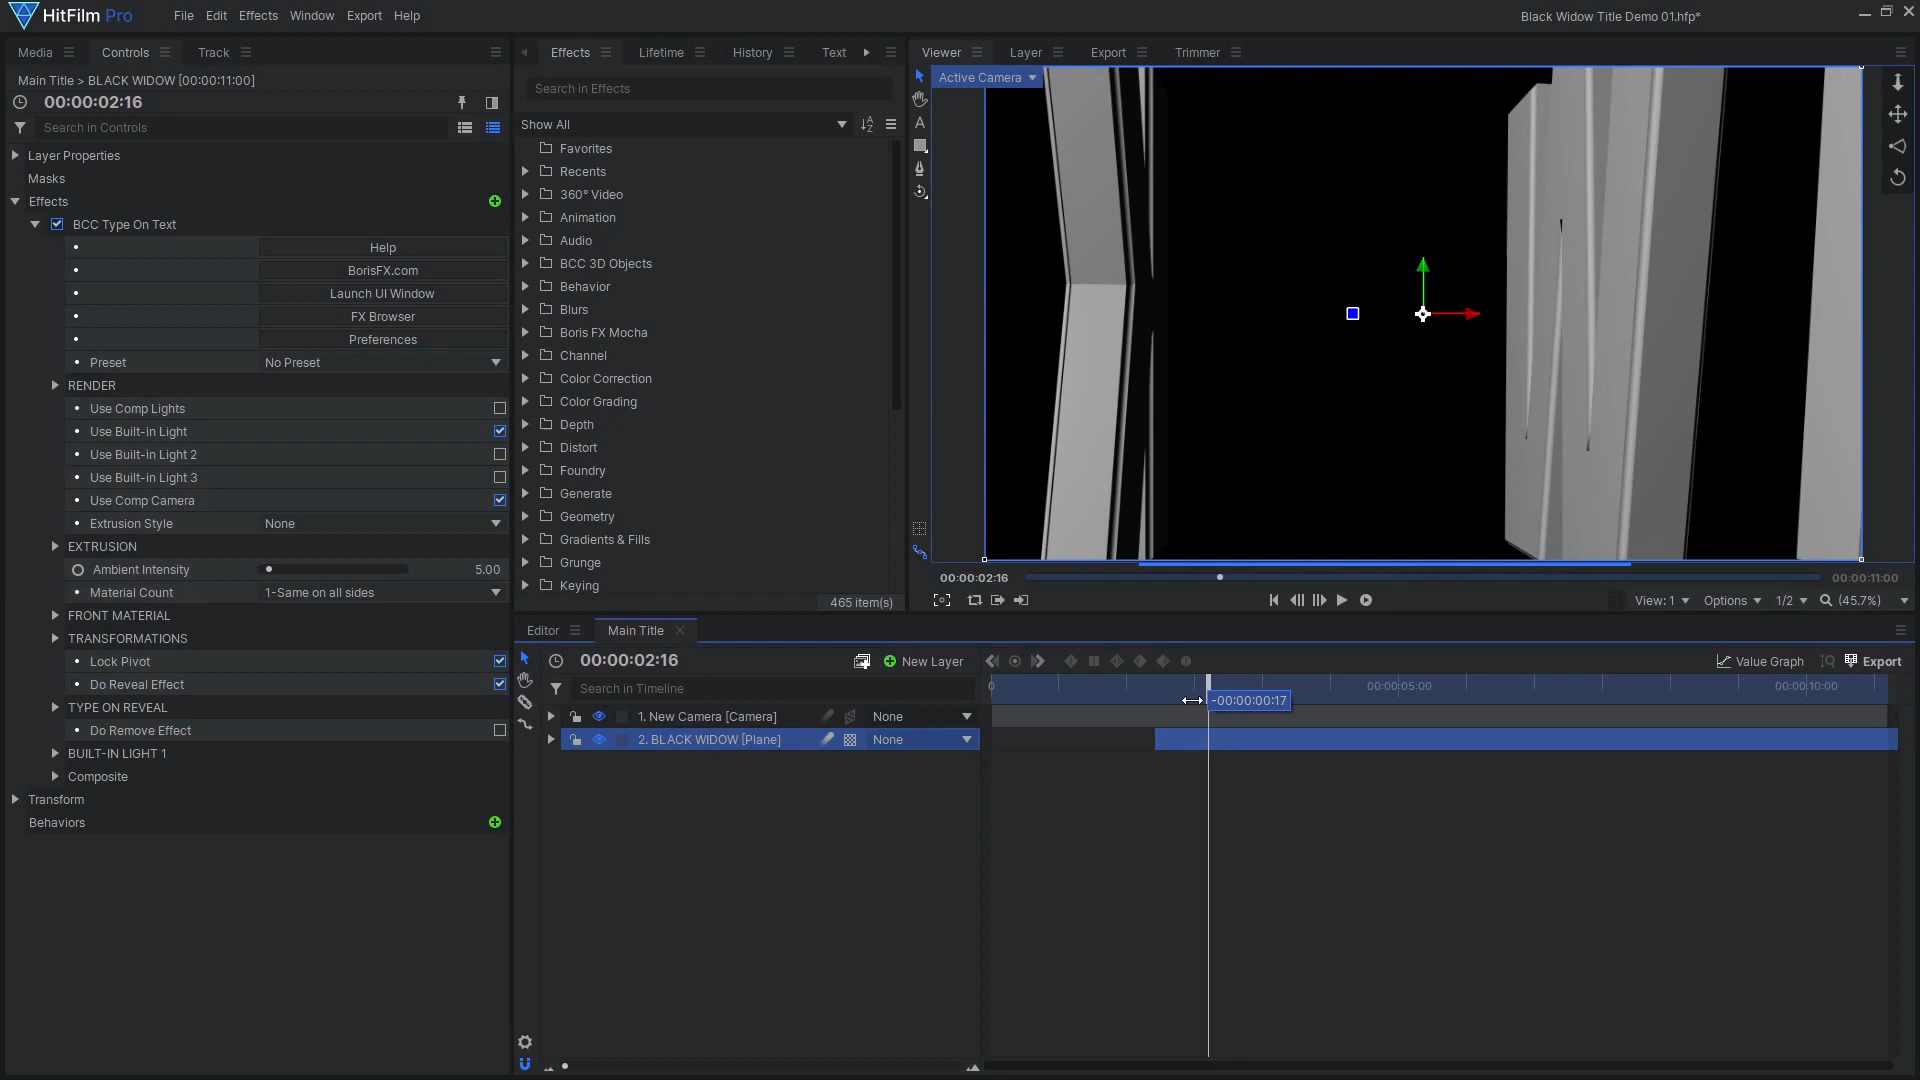 HitFilm Pro
File Edit Effects Window Export Help
Black Widow Title Demo 01.hfp*
Media Controls Track
Effects Lifetime History Text
Viewer Layer Export Trimmer
Main Title > BLACK WIDOW [00:00:11:00]
00:00:02:16
Search in Controls
Layer Properties
Masks
Effects
BCC Type On Text
Help
BorisFX.com
Launch UI Window
FX Browser
Preferences
Preset No Preset
RENDER
Use Comp Lights
Use Built-in Light
Use Built-in Light 2
Use Built-in Light 3
Use Comp Camera
Extrusion Style None
EXTRUSION
Ambient Intensity 5.00
Material Count 1-Same on all sides
FRONT MATERIAL
TRANSFORMATIONS
Lock Pivot
Do Reveal Effect
TYPE ON REVEAL
Do Remove Effect
BUILT-IN LIGHT 1
Composite
Transform
Behaviors
Search in Effects
Show All
Favorites
Recents
360° Video
Animation
Audio
BCC 3D Objects
Behavior
Blurs
Boris FX Mocha
Channel
Color Correction
Color Grading
Depth
Distort
Foundry
Generate
Geometry
Gradients & Fills
Grunge
Keying
465 item(s)
Active Camera
A
00:00:02:16 00:00:11:00
View: 1 Options 1/2 (45.7%)
Editor Main Title
00:00:02:16 New Layer
Value Graph Export
Search in Timeline
0 00:00:05:00 00:00:10:00
-00:00:00:17
1. New Camera [Camera] None
2. BLACK WIDOW [Plane] None